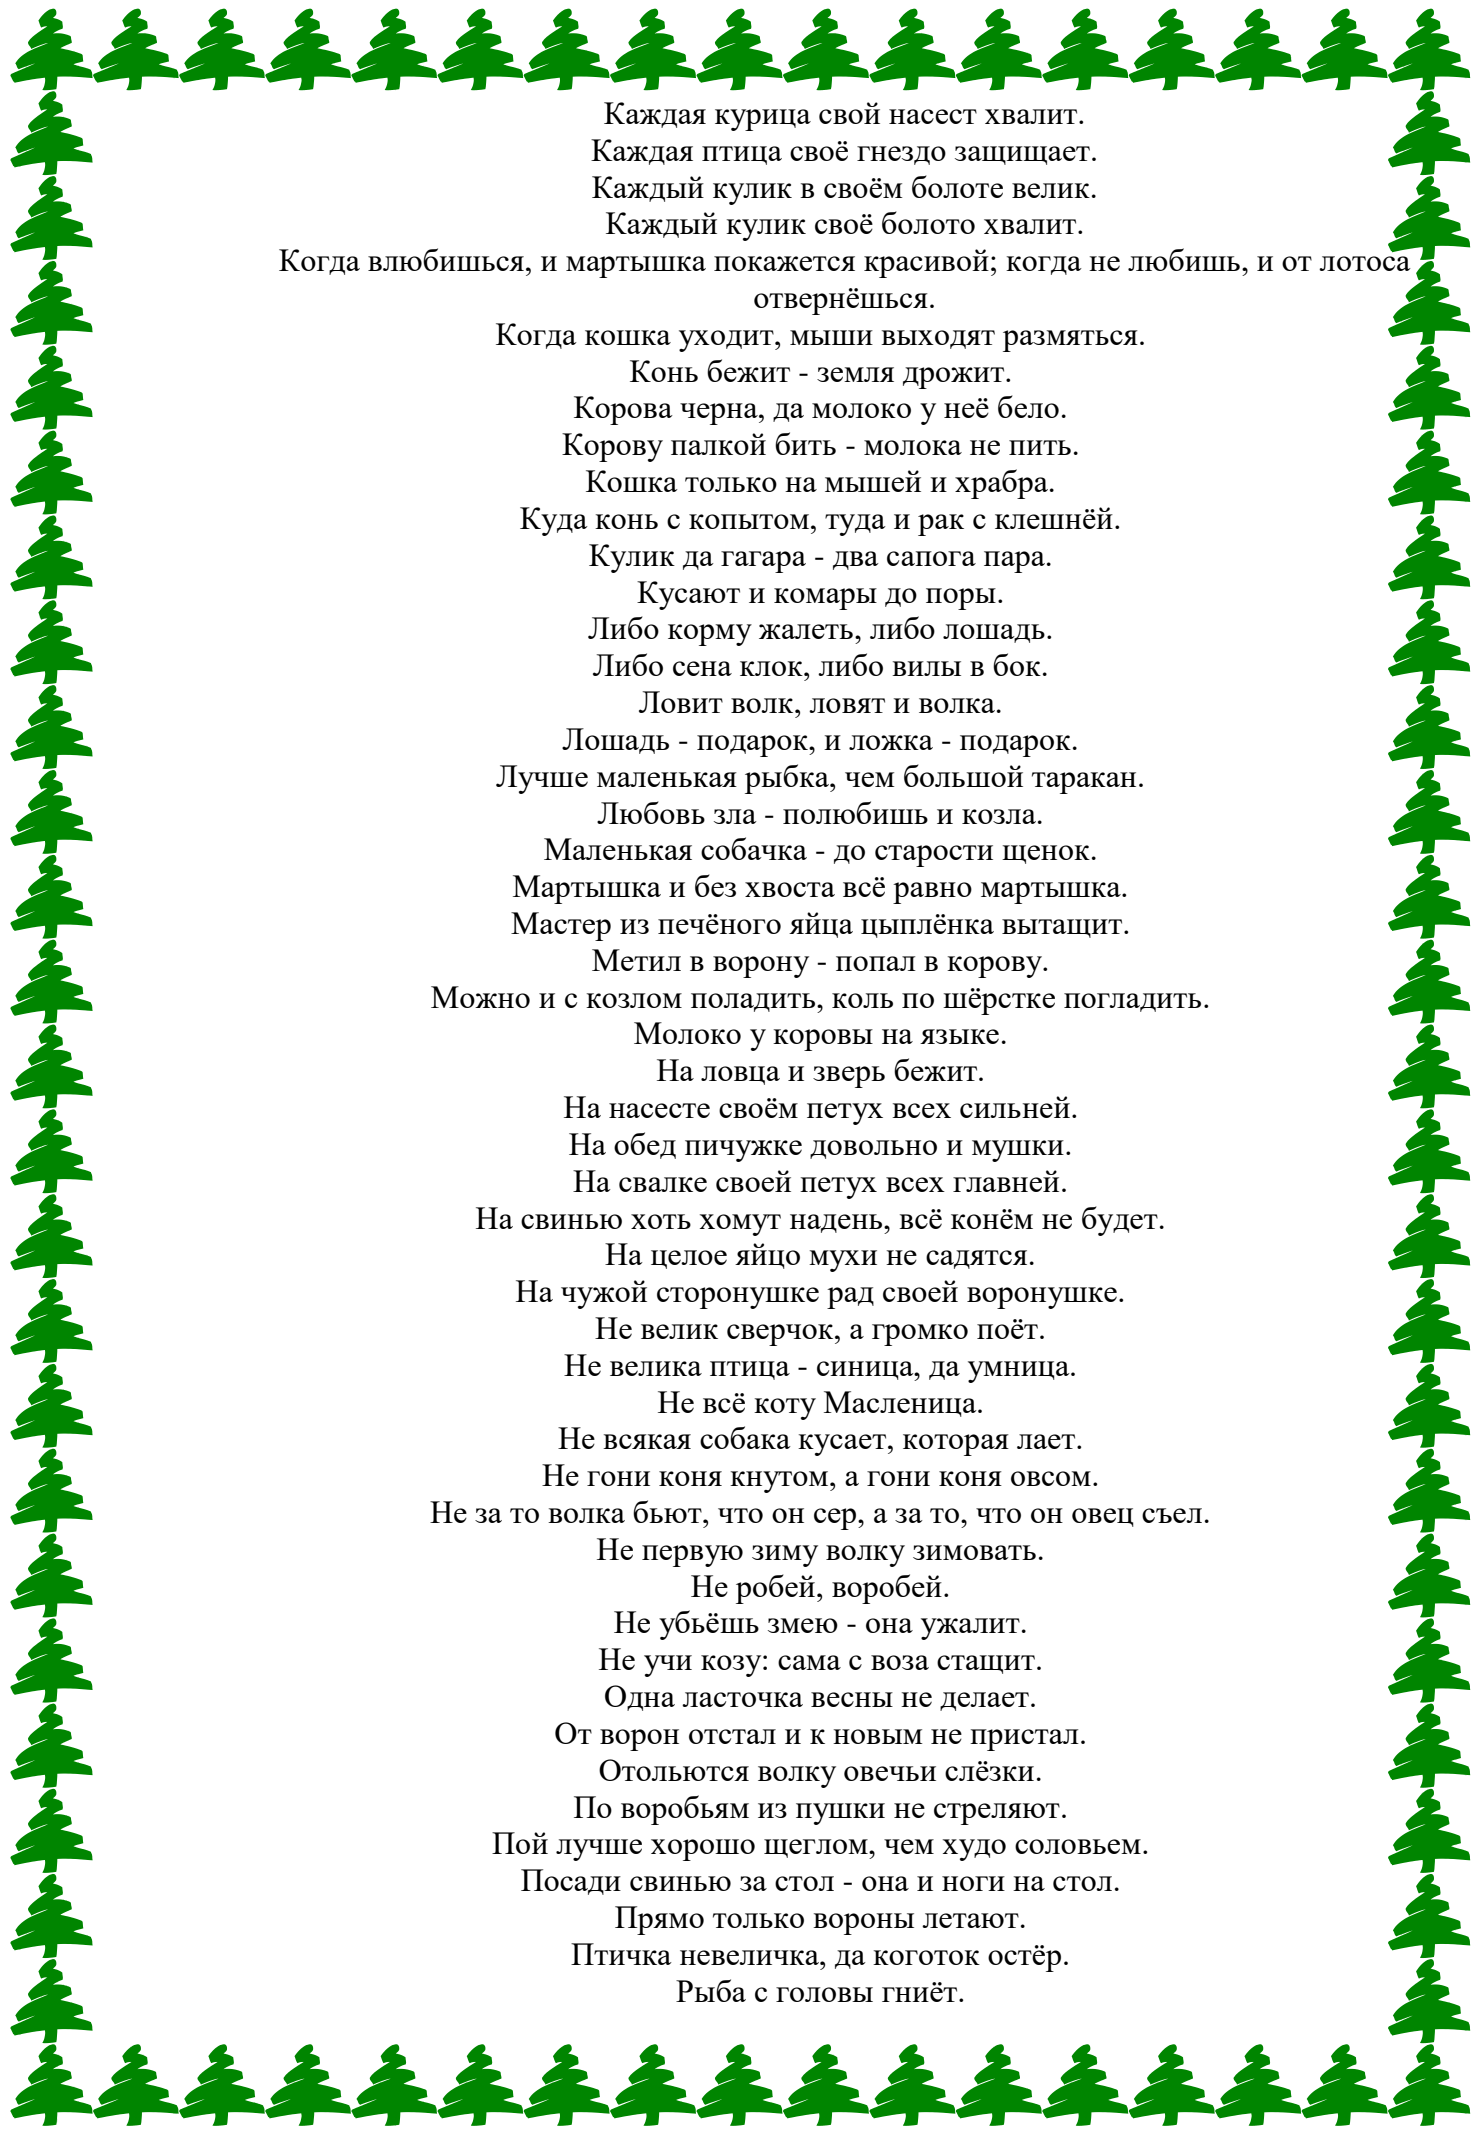 Каждая курица свой насест хвалит.
Каждая птица своё гнездо защищает.
Каждый кулик в своём болоте велик.
Каждый кулик своё болото хвалит.
Когда влюбишься, и мартышка покажется красивой; когда не любишь, и от лотоса
отвернёшься.
Когда кошка уходит, мыши выходят размяться.
Конь бежит - земля дрожит.
Корова черна, да молоко у неё бело.
Корову палкой бить - молока не пить.
Кошка только на мышей и храбра.
Куда конь с копытом, туда и рак с клешнёй.
Кулик да гагара - два сапога пара.
Кусают и комары до поры.
Либо корму жалеть, либо лошадь.
Либо сена клок, либо вилы в бок.
Ловит волк, ловят и волка.
Лошадь - подарок, и ложка - подарок.
Лучше маленькая рыбка, чем большой таракан.
Любовь зла - полюбишь и козла.
Маленькая собачка - до старости щенок.
Мартышка и без хвоста всё равно мартышка.
Мастер из печёного яйца цыплёнка вытащит.
Метил в ворону - попал в корову.
Можно и с козлом поладить, коль по шёрстке погладить.
Молоко у коровы на языке.
На ловца и зверь бежит.
На насесте своём петух всех сильней.
На обед пичужке довольно и мушки.
На свалке своей петух всех главней.
На свинью хоть хомут надень, всё конём не будет.
На целое яйцо мухи не садятся.
На чужой сторонушке рад своей воронушке.
Не велик сверчок, а громко поёт.
Не велика птица - синица, да умница.
Не всё коту Масленица.
Не всякая собака кусает, которая лает.
Не гони коня кнутом, а гони коня овсом.
Не за то волка бьют, что он сер, а за то, что он овец съел.
Не первую зиму волку зимовать.
Не робей, воробей.
Не убьёшь змею - она ужалит.
Не учи козу: сама с воза стащит.
Одна ласточка весны не делает.
От ворон отстал и к новым не пристал.
Отольются волку овечьи слёзки.
По воробьям из пушки не стреляют.
Пой лучше хорошо щеглом, чем худо соловьем.
Посади свинью за стол - она и ноги на стол.
Прямо только вороны летают.
Птичка невеличка, да коготок остёр.
Рыба с головы гниёт.